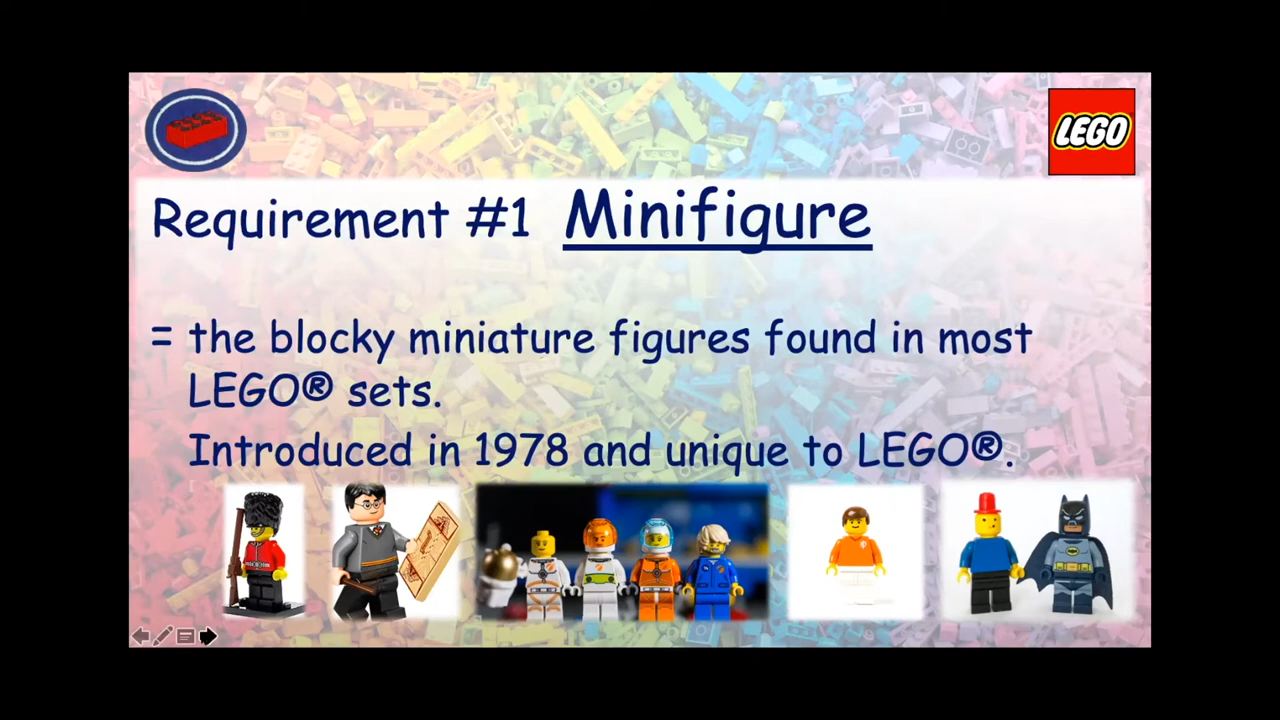 LEGO
Requirement #1 Minifigure
= the blocky miniature figures found in most
LEGO® sets.
Introduced in 1978 and unique to LEGO®.